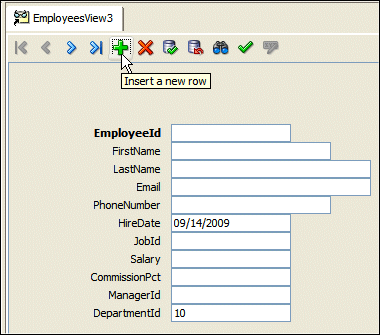 EmployeesView3
Insert a new row
EmployeeId
FirstName
LastName
Email
PhoneNumber
HireDate 09/14/2009
JobId
Salary
CommissionPct
ManagerId
DepartmentId 10